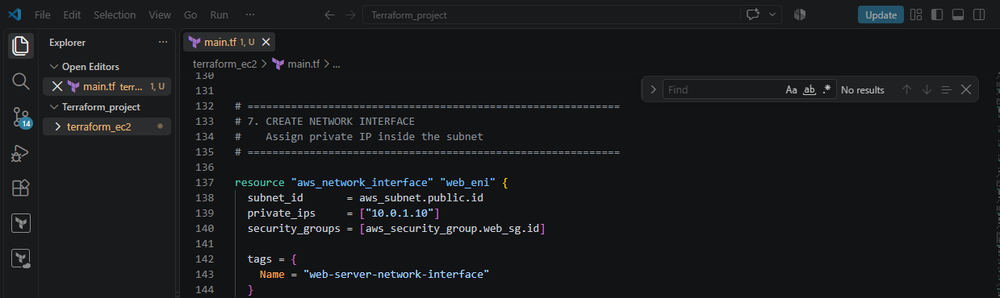 File Edit Selection View Go Run ··· Terraform_project Update
Explorer ···
main.tf 1, U
Open Editors
main.tf terr... 1, U
Terraform_project
14
terraform_ec2
terraform_ec2 > main.tf > ...
Find Aa ab .* No results
130
131
132 # ============================================================
133 # 7. CREATE NETWORK INTERFACE
134 #    Assign private IP inside the subnet
135 # ============================================================
136
137 resource "aws_network_interface" "web_eni" {
138   subnet_id       = aws_subnet.public.id
139   private_ips     = ["10.0.1.10"]
140   security_groups = [aws_security_group.web_sg.id]
141
142   tags = {
143     Name = "web-server-network-interface"
144   }